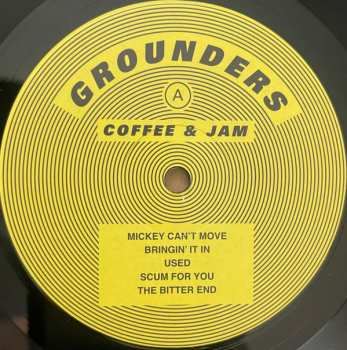 GROUNDERS
A
COFFEE & JAM
MICKEY CAN'T MOVE
BRINGIN' IT IN
USED
SCUM FOR YOU
THE BITTER END